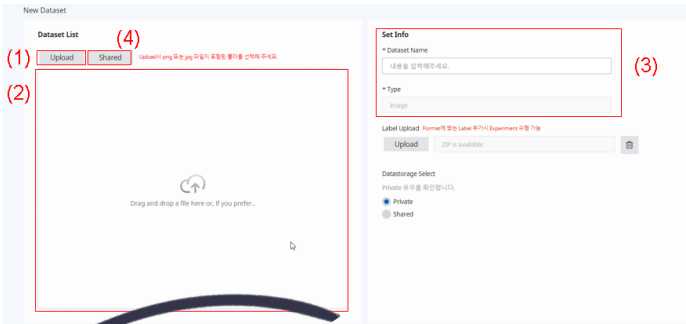 New Dataset
Dataset List
(4)
(1)
Upload
Shared
Upload시 png 또는 jpg 파일이 포함된 폴더를 선택해 주세요.
(2)
Drag and drop a file here or, if you prefer...
Set Info
* Dataset Name
내용을 입력해주세요.
(3)
* Type
Image
Label Upload Format에 맞는 Label 추가시 Experiment 수행 가능
Upload
ZIP is available
Datastorage Select
Private 유무를 확인합니다.
Private
Shared